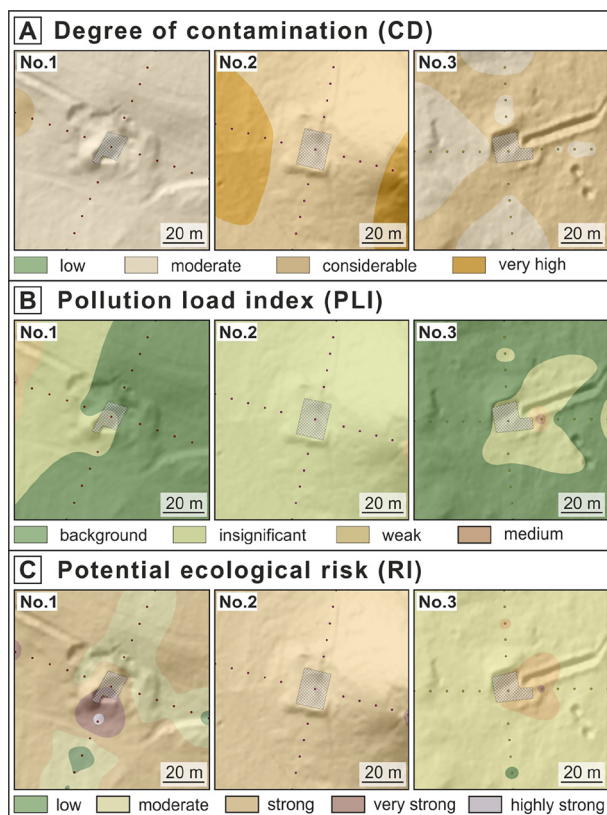 A Degree of contamination (CD)
No.1 No.2 No.3
20 m 20 m 20 m
low moderate considerable very high
B Pollution load index (PLI)
No.1 No.2 No.3
20 m 20 m 20 m
background insignificant weak medium
C Potential ecological risk (RI)
No.1 No.2 No.3
20 m 20 m 20 m
low moderate strong very strong highly strong